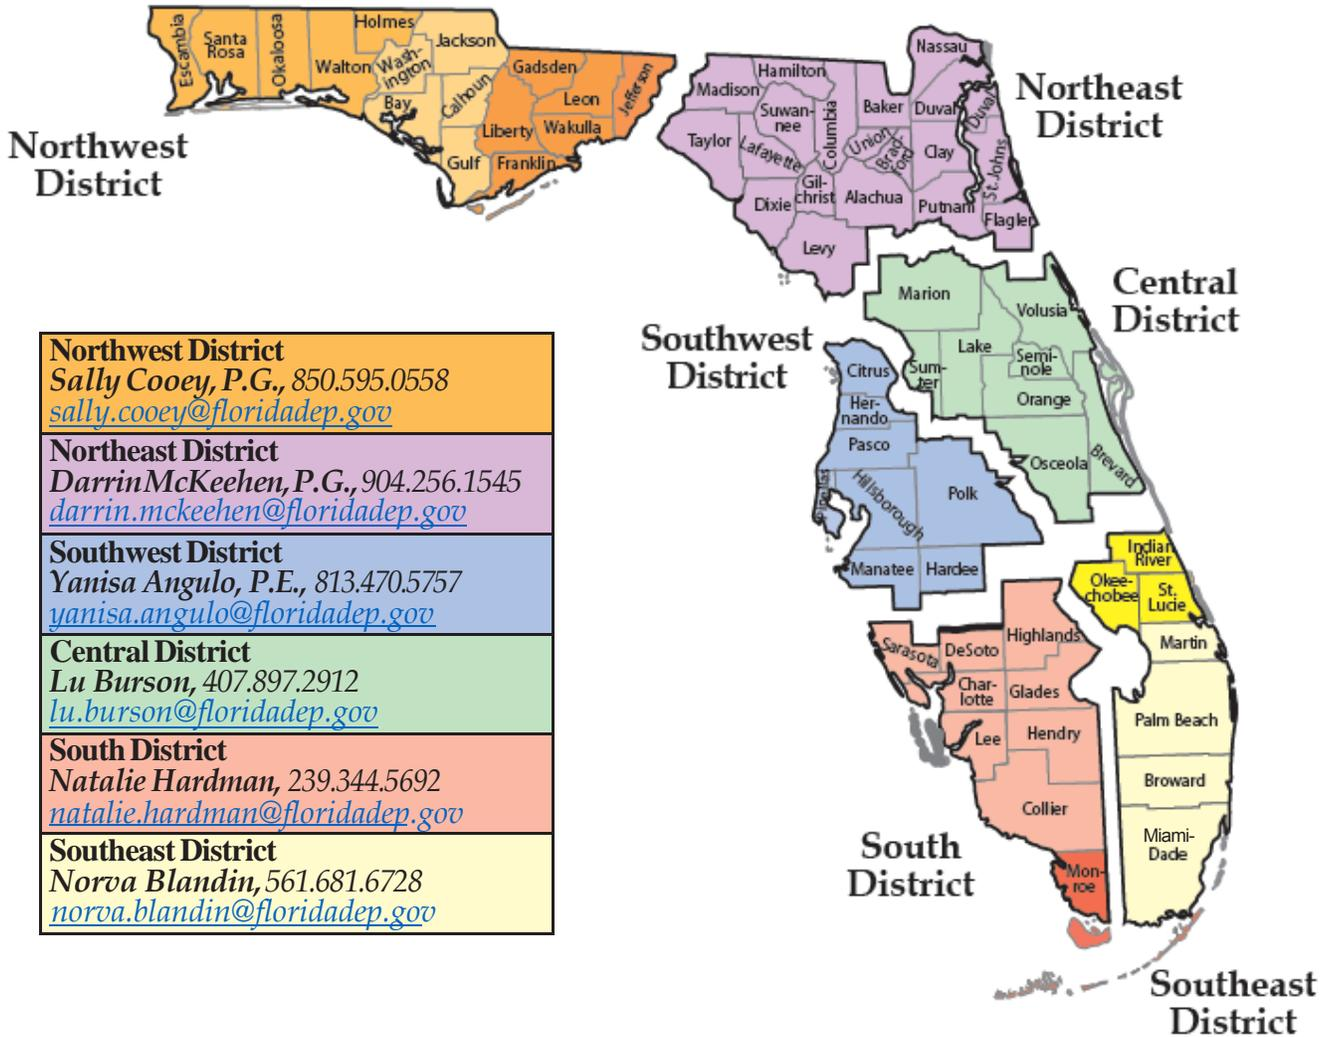 Northwest
District
Escambia
Santa
Rosa
Okaloosa
Walton
Holmes
Wash-
ington
Bay
Jackson
Calhoun
Gulf
Gadsden
Liberty
Franklin
Leon
Wakulla
Jefferson
Northeast
District
Nassau
Madison
Hamilton
Suwan-
nee
Columbia
Baker
Duval
Duval
Taylor
Lafayette
Union
Brad-
ford
Clay
St. Johns
Dixie
Gil-
christ
Alachua
Putnam
Flagler
Levy
Central
District
Marion
Volusia
Lake
Sum-
ter
Semi-
nole
Orange
Osceola
Brevard
Southwest
District
Citrus
Her-
nando
Pasco
Pinellas
Hillsborough
Polk
Manatee
Hardee
Northwest District
Sally Cooey, P.G., 850.595.0558
sally.cooey@floridadep.gov
Northeast District
Darrin McKeehen, P.G., 904.256.1545
darrin.mckeehen@floridadep.gov
Southwest District
Yanisa Angulo, P.E., 813.470.5757
yanisa.angulo@floridadep.gov
Central District
Lu Burson, 407.897.2912
lu.burson@floridadep.gov
South District
Natalie Hardman, 239.344.5692
natalie.hardman@floridadep.gov
Southeast District
Norva Blandin, 561.681.6728
norva.blandin@floridadep.gov
Indian
River
Okee-
chobee
St.
Lucie
Martin
Palm Beach
Broward
Miami-
Dade
Sarasota
DeSoto
Highlands
Char-
lotte
Glades
Lee
Hendry
Collier
Mon-
roe
South
District
Southeast
District